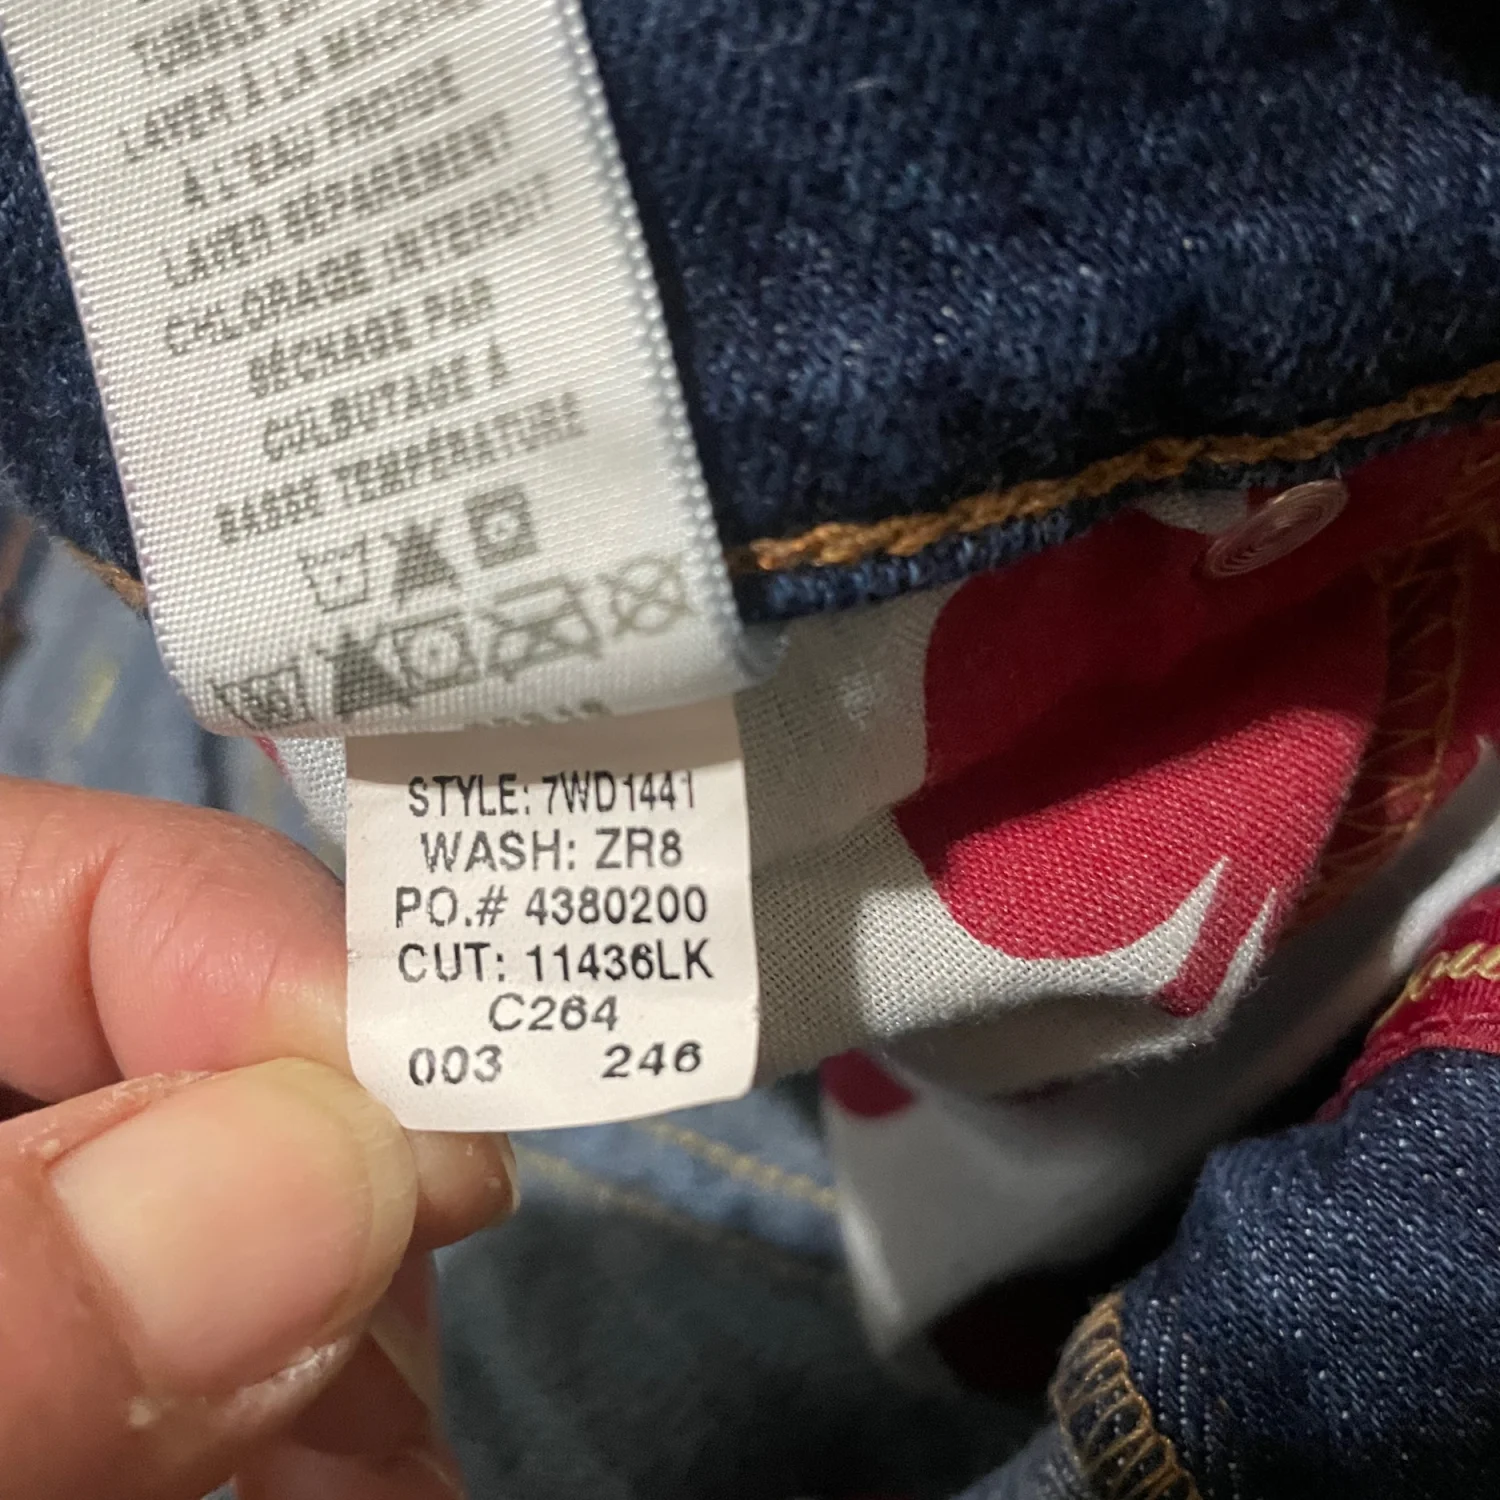 LAVER À LA MACHINE
À L'EAU FROIDE
LAVER SÉPARÉMENT
CHLORAGE INTERDIT
SÉCHAGE PAR
CULBUTAGE À
BASSE TEMPÉRATURE
STYLE: 7WD1441
WASH: ZR8
P.O.# 4380200
CUT: 11436LK
C264
003 246